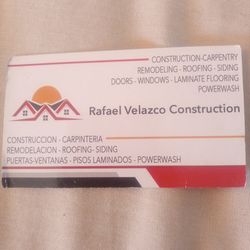 CONSTRUCTION-CARPENTRY
REMODELING - ROOFING - SIDING
DOORS - WINDOWS - LAMINATE FLOORING
POWERWASH
Rafael Velazco Construction
CONSTRUCCION - CARPINTERIA
REMODELACION - ROOFING- SIDING
PUERTAS-VENTANAS - PISOS LAMINADOS - POWERWASH